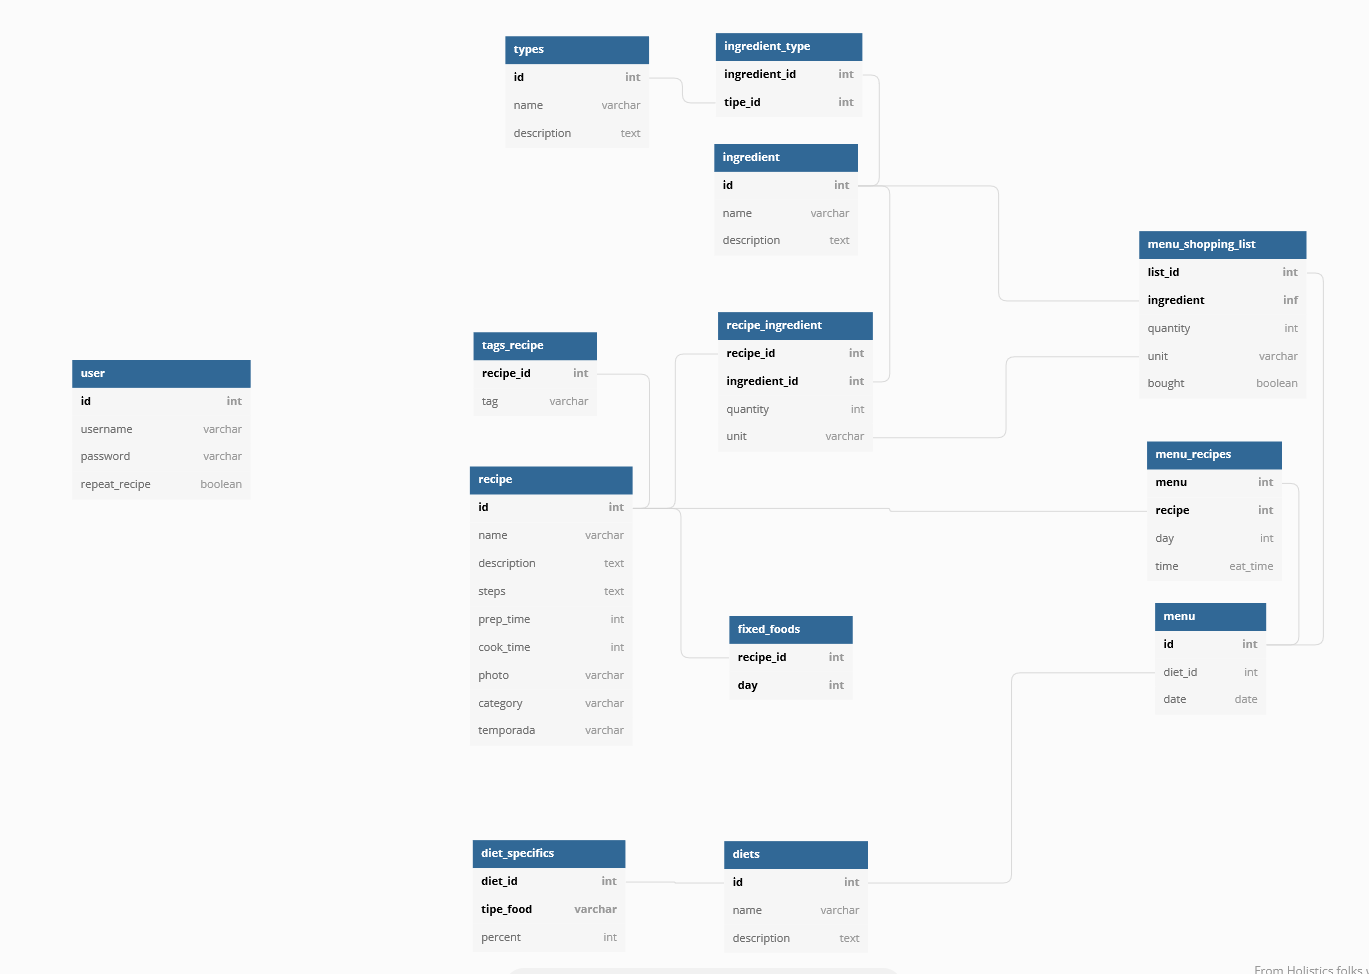 types
id int
name varchar
description text
ingredient_type
ingredient_id int
tipe_id int
ingredient
id int
name varchar
description text
menu_shopping_list
list_id int
ingredient inf
quantity int
unit varchar
bought boolean
recipe_ingredient
recipe_id int
ingredient_id int
quantity int
unit varchar
tags_recipe
recipe_id int
tag varchar
user
id int
username varchar
password varchar
repeat_recipe boolean
recipe
id int
name varchar
description text
steps text
prep_time int
cook_time int
photo varchar
category varchar
temporada varchar
menu_recipes
menu int
recipe int
day int
time eat_time
fixed_foods
recipe_id int
day int
menu
id int
diet_id int
date date
diet_specifics
diet_id int
tipe_food varchar
percent int
diets
id int
name varchar
description text
From Holistics folks